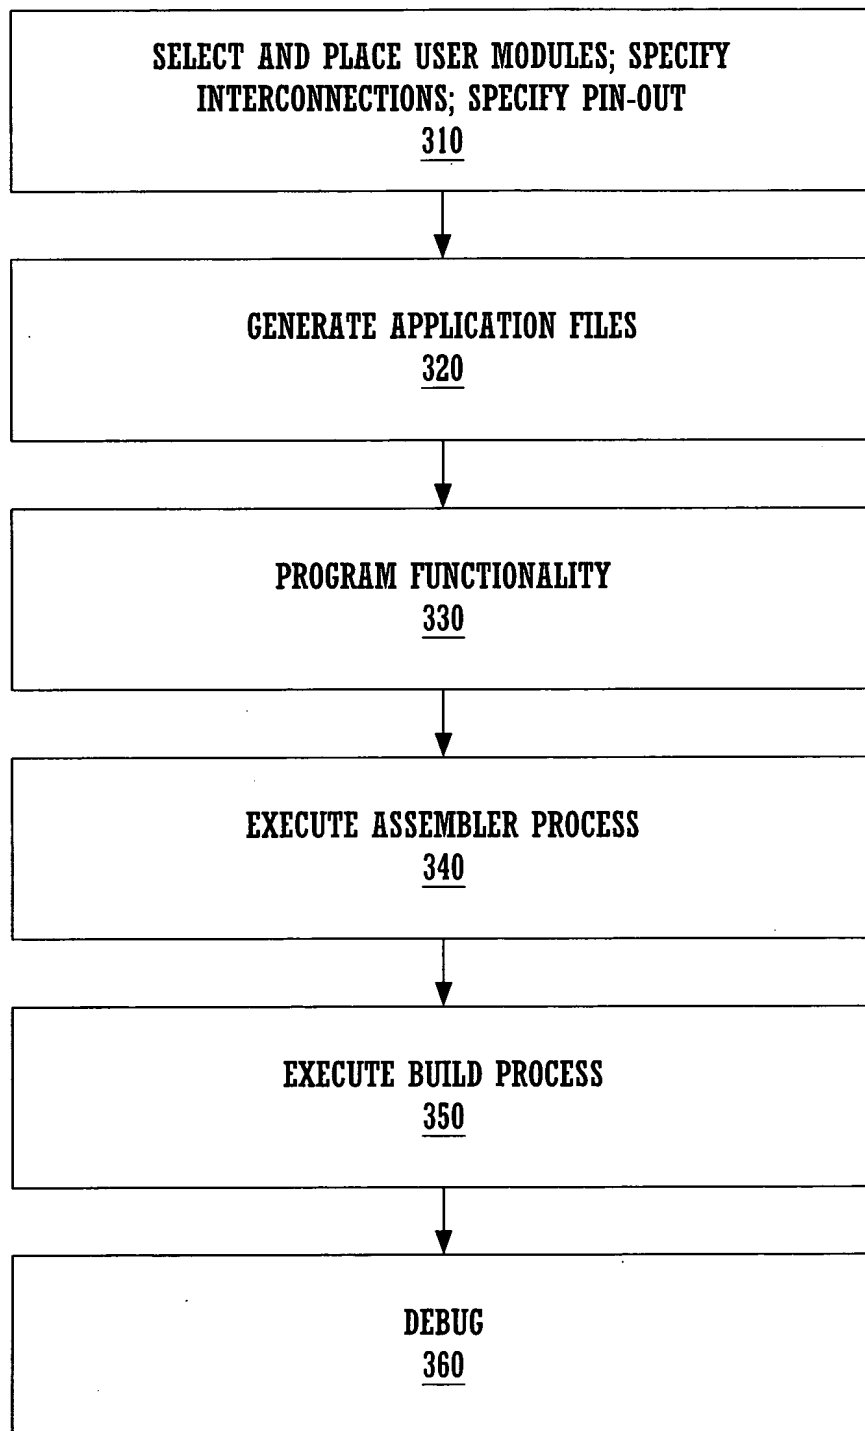 SELECT AND PLACE USER MODULES; SPECIFY
INTERCONNECTIONS; SPECIFY PIN-OUT
310
GENERATE APPLICATION FILES
320
PROGRAM FUNCTIONALITY
330
EXECUTE ASSEMBLER PROCESS
340
EXECUTE BUILD PROCESS
350
DEBUG
360